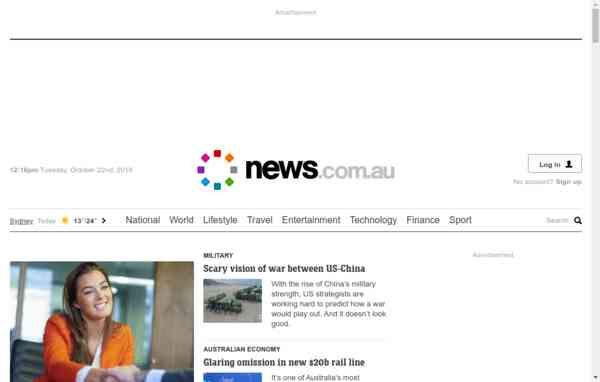 Advertisement
12:16pm Tuesday, October 22nd, 2019
news.com.au
Log in
No account? Sign up
Sydney Today 13°/24°
National World Lifestyle Travel Entertainment Technology Finance Sport
Search
MILITARY
Advertisement
Scary vision of war between US-China
With the rise of China's military
strength, US strategists are
working hard to predict how a war
would play out. And it doesn't look
good.
AUSTRALIAN ECONOMY
Glaring omission in new $20b rail line
It's one of Australia's most